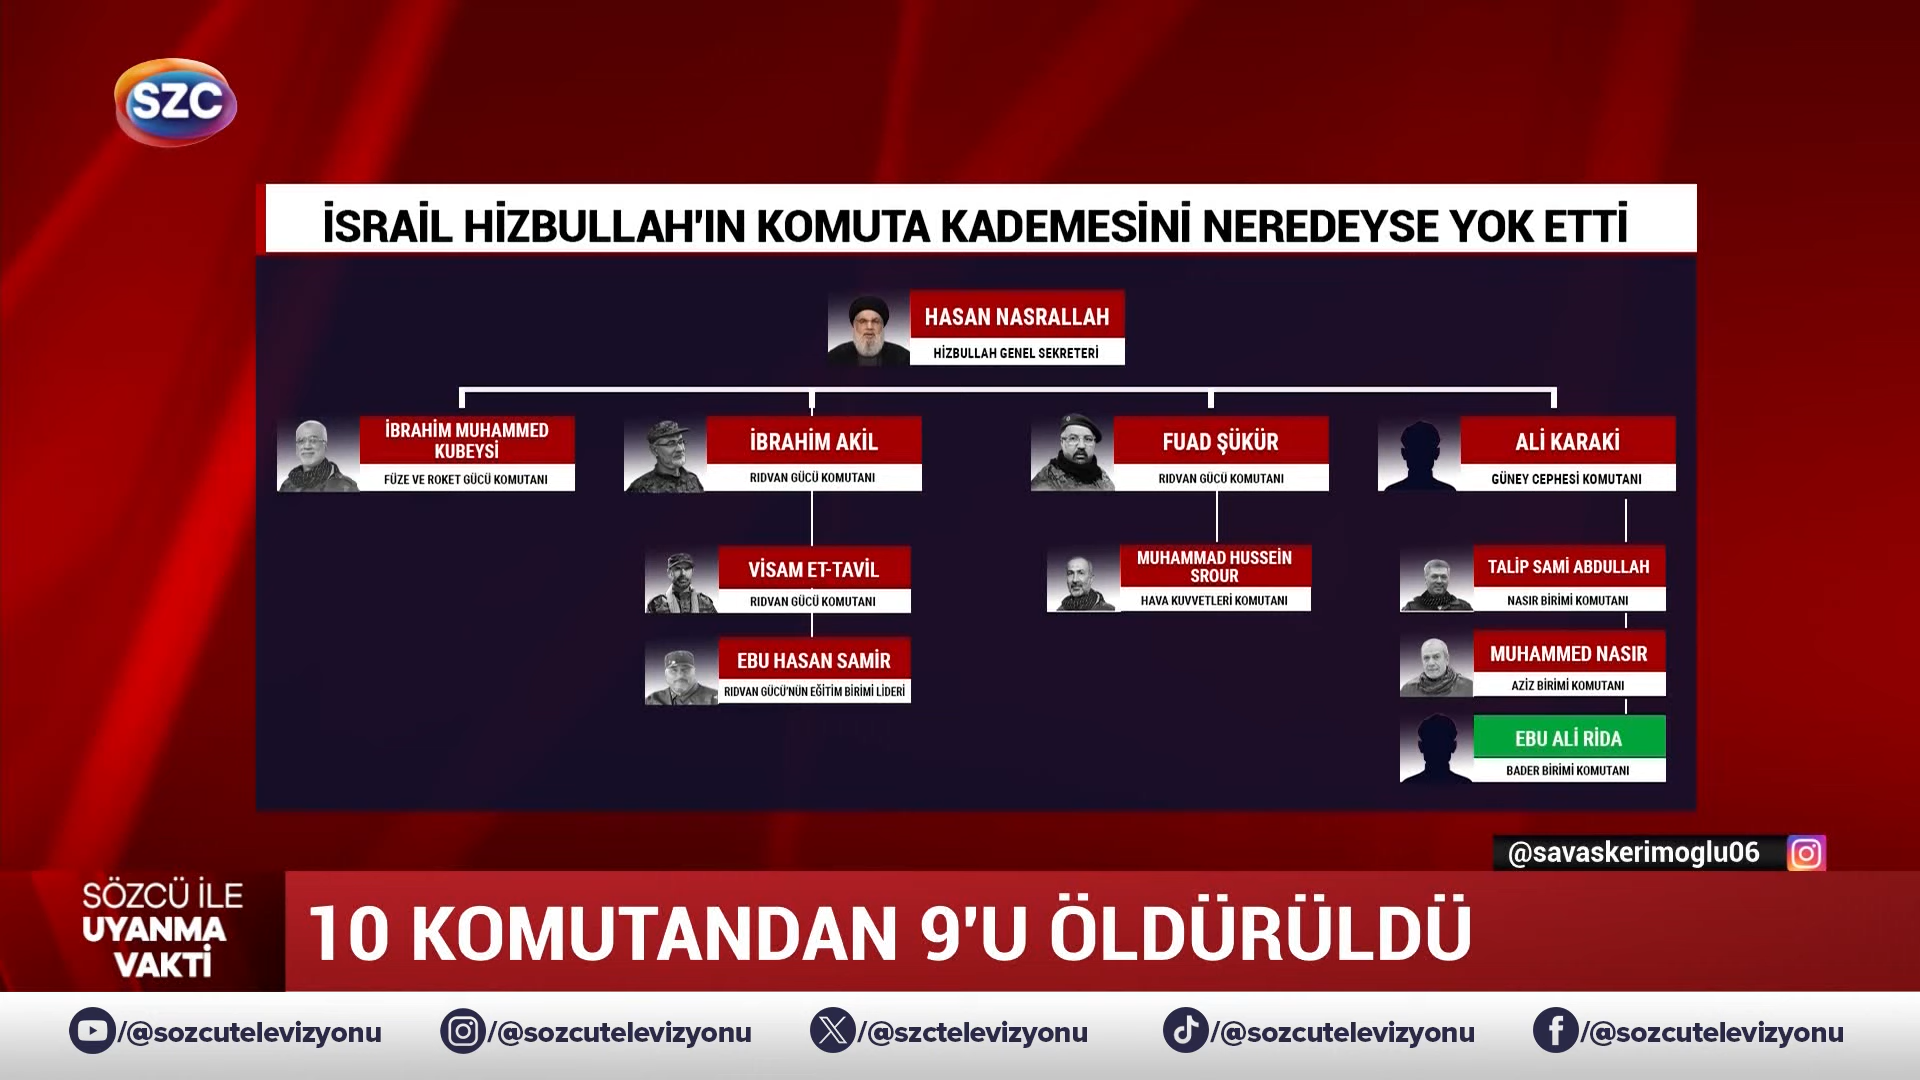 SZC
İSRAİL HİZBULLAH'IN KOMUTA KADEMESİNİ NEREDEYSE YOK ETTİ
HASAN NASRALLAH
HİZBULLAH GENEL SEKRETERİ
İBRAHİM MUHAMMED
KUBEYSİ
FÜZE VE ROKET GÜCÜ KOMUTANI
İBRAHİM AKİL
RIDVAN GÜCÜ KOMUTANI
FUAD ŞÜKÜR
RIDVAN GÜCÜ KOMUTANI
ALİ KARAKİ
GÜNEY CEPHESİ KOMUTANI
VİSAM ET-TAVİL
RIDVAN GÜCÜ KOMUTANI
MUHAMMAD HUSSEİN
SROUR
HAVA KUVVETLERİ KOMUTANI
TALİP SAMİ ABDULLAH
NASIR BİRİMİ KOMUTANI
EBU HASAN SAMİR
RIDVAN GÜCÜ'NÜN EĞİTİM BİRİMİ LİDERİ
MUHAMMED NASIR
AZİZ BİRİMİ KOMUTANI
EBU ALİ RİDA
BADER BİRİMİ KOMUTANI
@savaskerimoglu06
SÖZCÜ İLE
UYANMA
VAKTİ
10 KOMUTANDAN 9'U ÖLDÜRÜLDÜ
/@sozcutelevizyonu
/@sozcutelevizyonu
/@szctelevizyonu
/@sozcutelevizyonu
/@sozcutelevizyonu